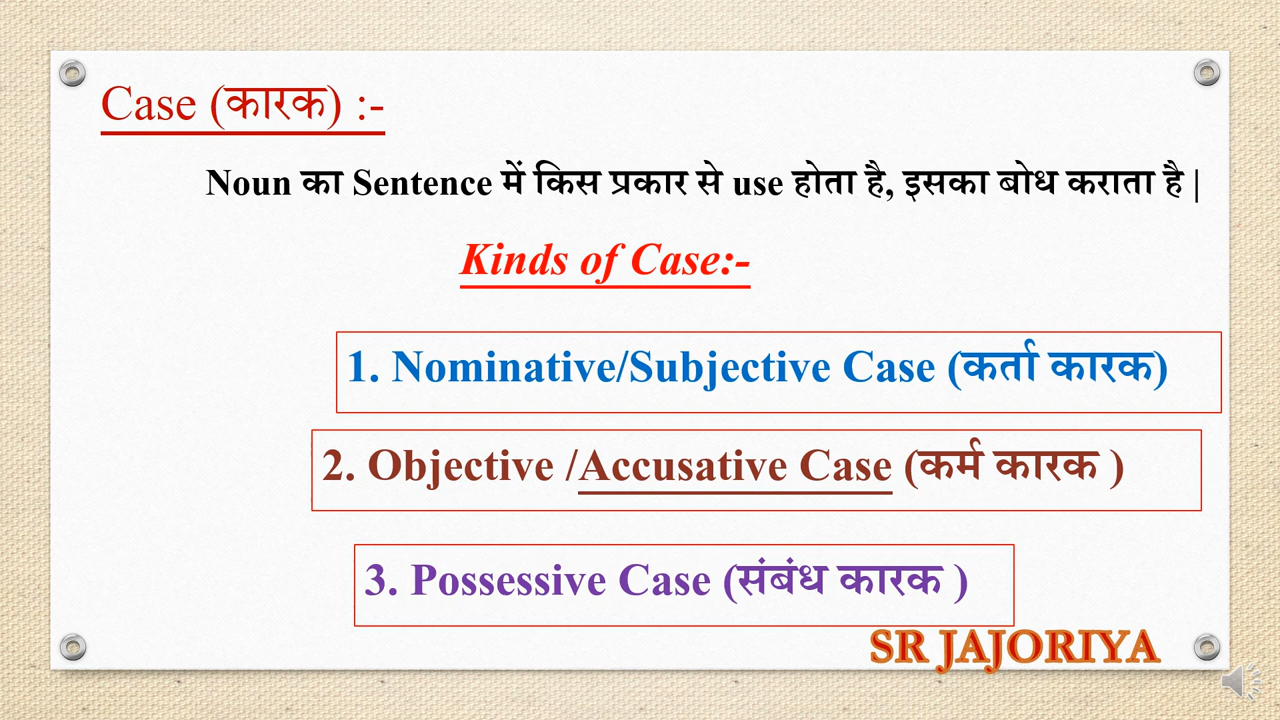 Case (कारक) :-
Noun का Sentence में किस प्रकार से use होता है, इसका बोध कराता है |
Kinds of Case:-
1. Nominative/Subjective Case (कर्ता कारक)
2. Objective /Accusative Case (कर्म कारक )
3. Possessive Case (संबंध कारक )
SR JAJORIYA